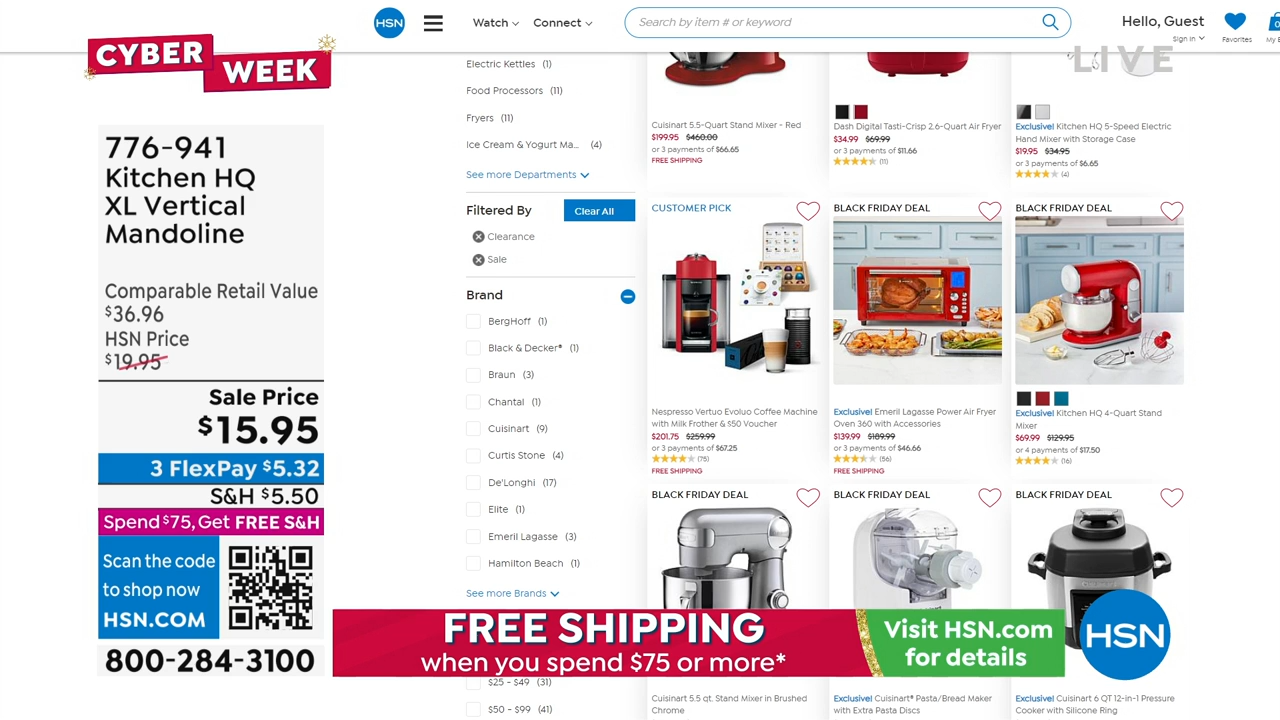 HSN
Watch
Connect
Search by item # or keyword
Hello, Guest
Sign In
Favorites
0
CYBER
WEEK
LIVE
776-941
Kitchen HQ
XL Vertical
Mandoline
Comparable Retail Value
$36.96
HSN Price
$19.95
Sale Price
$15.95
3 FlexPay $5.32
S&H $5.50
Spend $75, Get FREE S&H
Scan the code
to shop now
HSN.COM
800-284-3100
Electric Kettles (1)
Food Processors (11)
Fryers (11)
Ice Cream & Yogurt Ma... (4)
See more Departments
Filtered By
Clear All
Clearance
Sale
Brand
BergHoff (1)
Black & Decker® (1)
Braun (3)
Chantal (1)
Cuisinart (9)
Curtis Stone (4)
De'Longhi (17)
Elite (1)
Emeril Lagasse (3)
Hamilton Beach (1)
See more Brands
$25 - $49 (31)
$50 - $99 (41)
Cuisinart 5.5-Quart Stand Mixer - Red
$199.95 $460.00
or 3 payments of $66.65
FREE SHIPPING
Dash Digital Tasti-Crisp 2.6-Quart Air Fryer
$34.99 $69.99
or 3 payments of $11.66
(11)
Exclusive! Kitchen HQ 5-Speed Electric
Hand Mixer with Storage Case
$19.95 $34.95
or 3 payments of $6.65
(4)
CUSTOMER PICK
Nespresso Vertuo Evoluo Coffee Machine
with Milk Frother & $50 Voucher
$201.75 $259.99
or 3 payments of $67.25
(75)
FREE SHIPPING
BLACK FRIDAY DEAL
Exclusive! Emeril Lagasse Power Air Fryer
Oven 360 with Accessories
$139.99 $189.99
or 3 payments of $46.66
(56)
FREE SHIPPING
BLACK FRIDAY DEAL
Exclusive! Kitchen HQ 4-Quart Stand
Mixer
$69.99 $129.95
or 4 payments of $17.50
(16)
BLACK FRIDAY DEAL
Cuisinart 5.5 qt. Stand Mixer in Brushed
Chrome
BLACK FRIDAY DEAL
Exclusive! Cuisinart® Pasta/Bread Maker
with Extra Pasta Discs
BLACK FRIDAY DEAL
Exclusive! Cuisinart 6 QT 12-in-1 Pressure
Cooker with Silicone Ring
FREE SHIPPING
when you spend $75 or more*
Visit HSN.com
for details
HSN